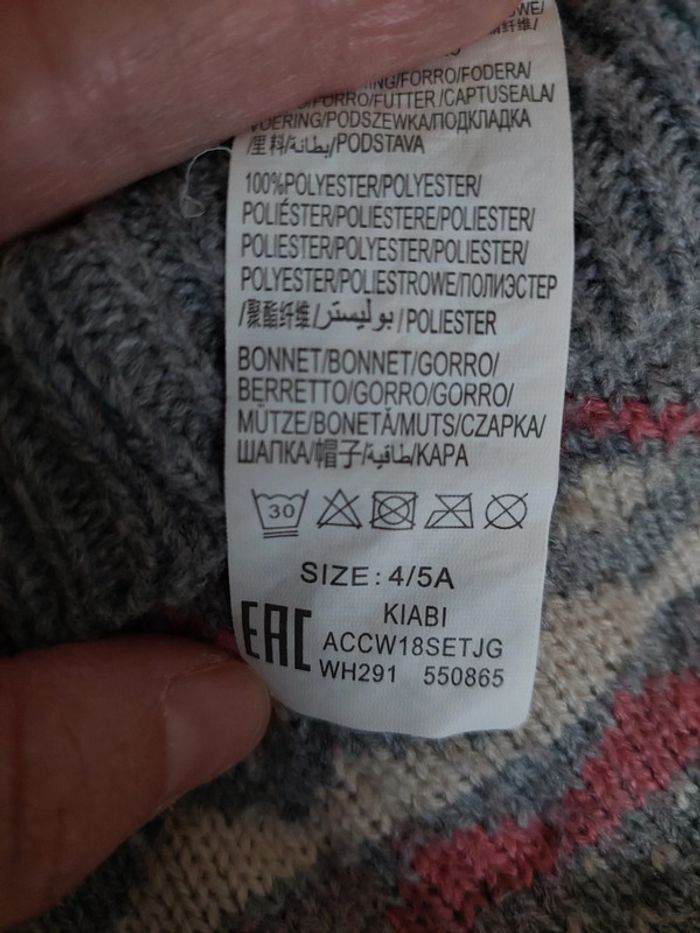 纤维/
/FORRO/FODERA/
/FORRO/FUTTER /CAPTUSEALA/
VOERING/PODSZEWKA/ПОДКЛАДКА
/里料/بطانة/PODSTAVA
100%POLYESTER/POLYESTER/
POLIÉSTER/POLIESTERE/POLIESTER/
POLIESTER/POLYESTER/POLIESTER/
POLYESTER/POLIESTROWE/ПОЛИЭСТЕР
/聚酯纤维/بوليستر/POLIESTER
BONNET/BONNET/GORRO/
BERRETTO/GORRO/GORRO/
MÜTZE/BONETĂ/MUTS/CZAPKA/
ШАПКА/帽子/طاقية/KAPA
30
SIZE: 4/5A
EAC KIABI
ACCW18SETJG
WH291 550865